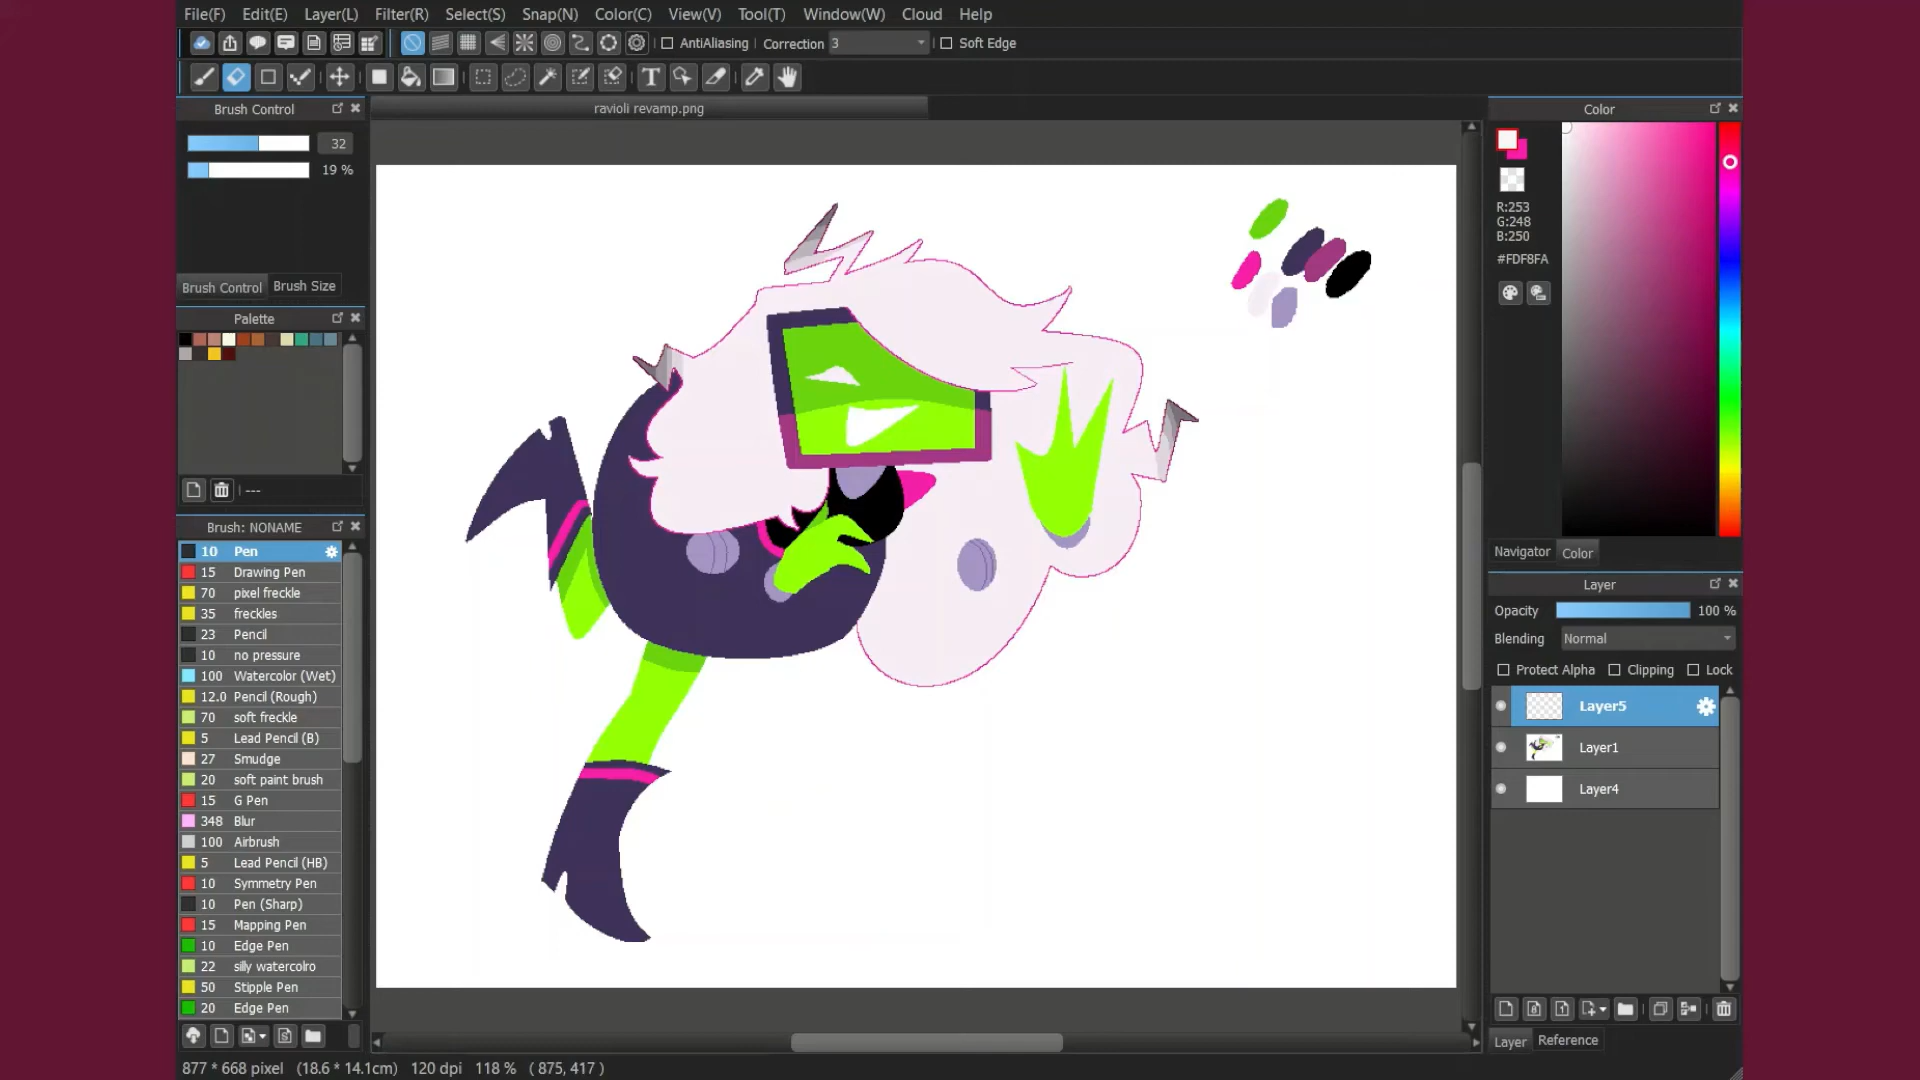 File(F) Edit(E) Layer(L) Filter(R) Select(S) Snap(N) Color(C) View(V) Tool(T) Window(W) Cloud Help
AntiAliasing Correction 3 Soft Edge
T
Brush Control
ravioli revamp.png
Color
32
19 %
R:253
G:248
B:250
#FDF8FA
Brush Control Brush Size
Palette
---
Brush: NONAME
10 Pen
15 Drawing Pen
70 pixel freckle
35 freckles
23 Pencil
10 no pressure
100 Watercolor (Wet)
12.0 Pencil (Rough)
70 soft freckle
5 Lead Pencil (B)
27 Smudge
20 soft paint brush
15 G Pen
348 Blur
100 Airbrush
5 Lead Pencil (HB)
10 Symmetry Pen
10 Pen (Sharp)
15 Mapping Pen
10 Edge Pen
22 silly watercolro
50 Stipple Pen
20 Edge Pen
Navigator Color
Layer
Opacity 100 %
Blending Normal
Protect Alpha Clipping Lock
Layer5
Layer1
Layer4
Layer Reference
877 * 668 pixel (18.6 * 14.1cm) 120 dpi 118 % ( 875, 417 )